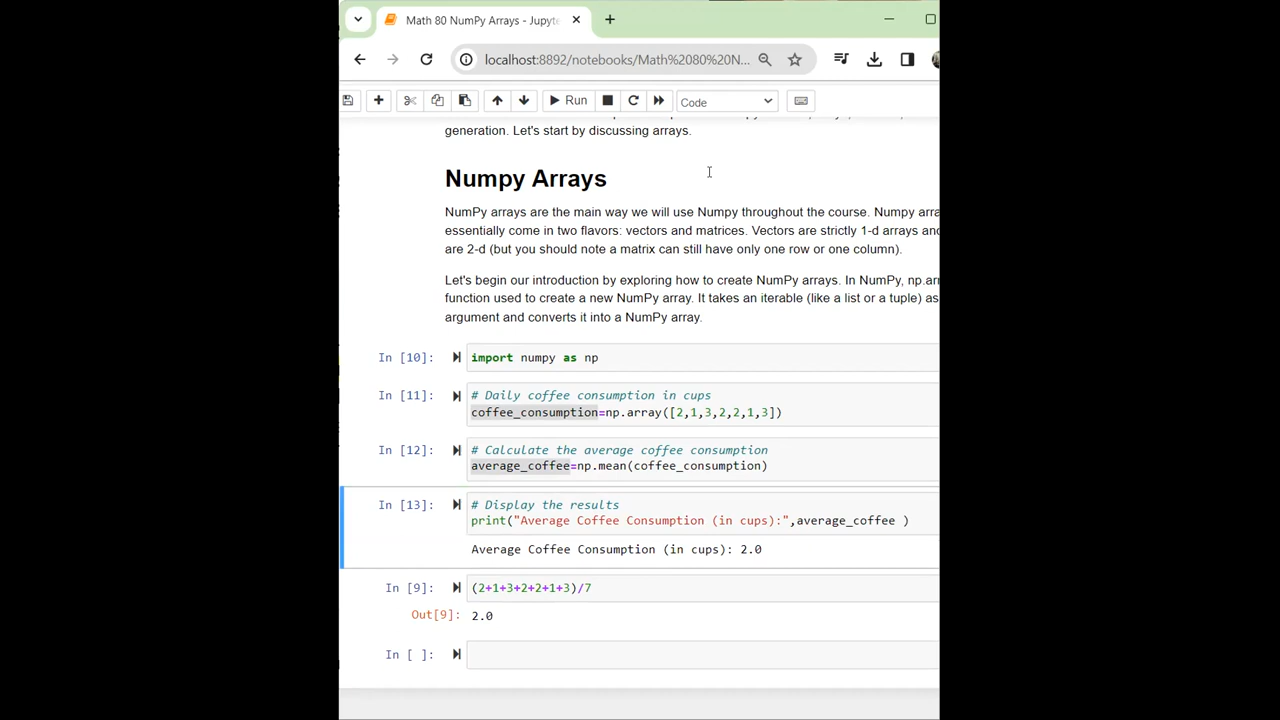 Math 80 NumPy Arrays - Jupyte
localhost:8892/notebooks/Math%2080%20N...
Run
Code
generation. Let's start by discussing arrays.
Numpy Arrays
NumPy arrays are the main way we will use Numpy throughout the course. Numpy arra
essentially come in two flavors: vectors and matrices. Vectors are strictly 1-d arrays and
are 2-d (but you should note a matrix can still have only one row or one column).
Let's begin our introduction by exploring how to create NumPy arrays. In NumPy, np.arr
function used to create a new NumPy array. It takes an iterable (like a list or a tuple) as
argument and converts it into a NumPy array.
In [10]: import numpy as np
In [11]: # Daily coffee consumption in cups
coffee_consumption=np.array([2,1,3,2,2,1,3])
In [12]: # Calculate the average coffee consumption
average_coffee=np.mean(coffee_consumption)
In [13]: # Display the results
print("Average Coffee Consumption (in cups):",average_coffee )
Average Coffee Consumption (in cups): 2.0
In [9]: (2+1+3+2+2+1+3)/7
Out[9]: 2.0
In [ ]: